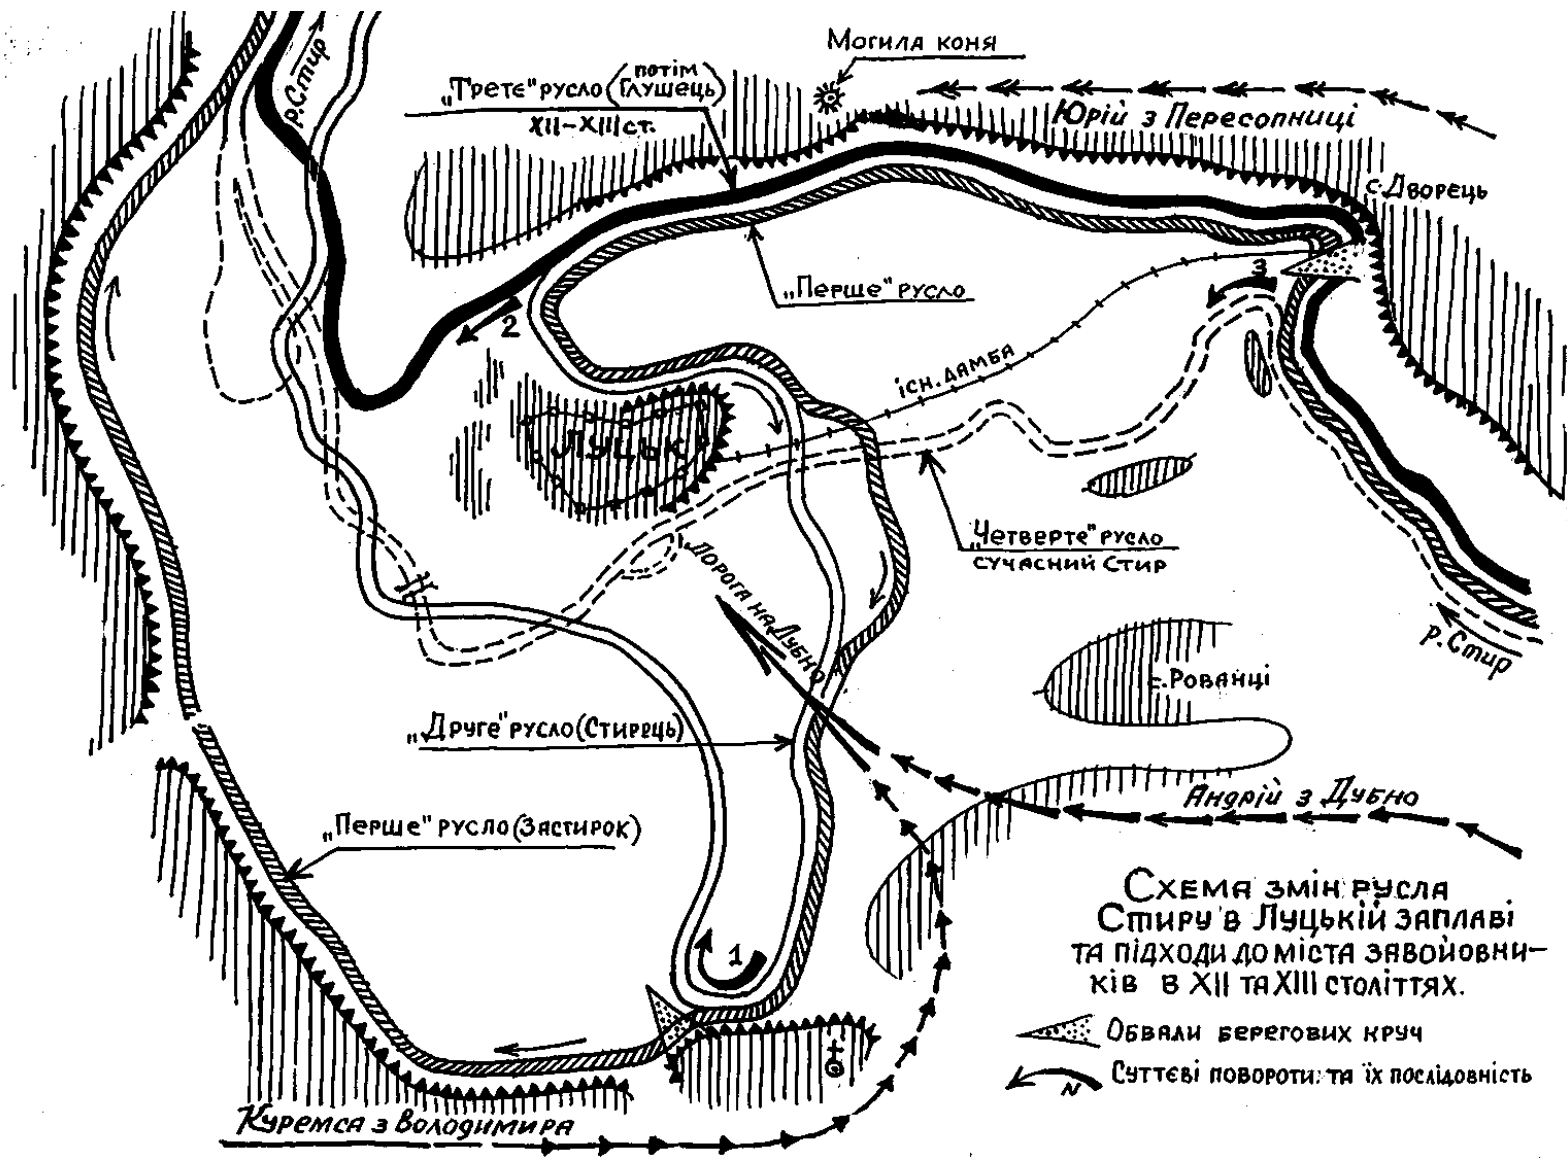 р. Стир
Могила коня
„Третє" русло (потім Глушець)
XII–XIII ст.
Юрій з Пересопниці
с. Дворець
„Перше" русло
3
2
існ. дамба
Луцьк
„Четверте" русло
сучасний Стир
Дорога на Дубно
р. Стир
с. Рованці
„Друге" русло (Стирець)
Андрій з Дубно
„Перше" русло (Застирок)
1
Схема змін русла
Стиру в Луцькій заплаві
та підходи до міста завойовни–
ків в XII та XIII століттях.
Обвали берегових круч
Суттєві повороти та їх послідовність
N
Куремса з Володимира